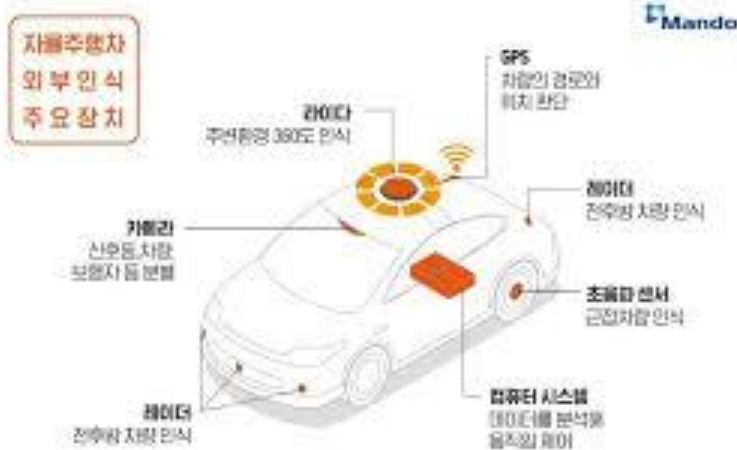 자율주행차
외부인식
주요장치
Mando
GPS
차량의 경로와
위치 판단
라이다
주변환경 360도 인식
레이더
전후방 차량 인식
카메라
신호등, 차량
보행자 등 분별
초음파 센서
근접차량 인식
레이더
전후방 차량 인식
컴퓨터 시스템
데이터를 분석해
움직임 제어